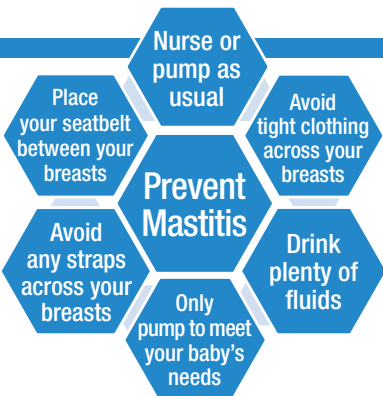 Nurse or
pump as
usual
Place
your seatbelt
between your
breasts
Avoid
tight clothing
across your
breasts
Prevent
Mastitis
Avoid
any straps
across your
breasts
Drink
plenty of
fluids
Only
pump to meet
your baby's
needs